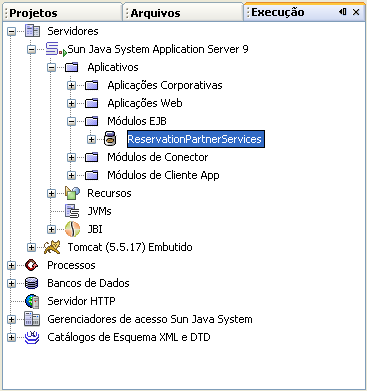 Projetos Arquivos Execução
Servidores
Sun Java System Application Server 9
Aplicativos
Aplicações Corporativas
Aplicações Web
Módulos EJB
ReservationPartnerServices
Módulos de Conector
Módulos de Cliente App
Recursos
JVMs
JBI
Tomcat (5.5.17) Embutido
Processos
Bancos de Dados
Servidor HTTP
Gerenciadores de acesso Sun Java System
Catálogos de Esquema XML e DTD